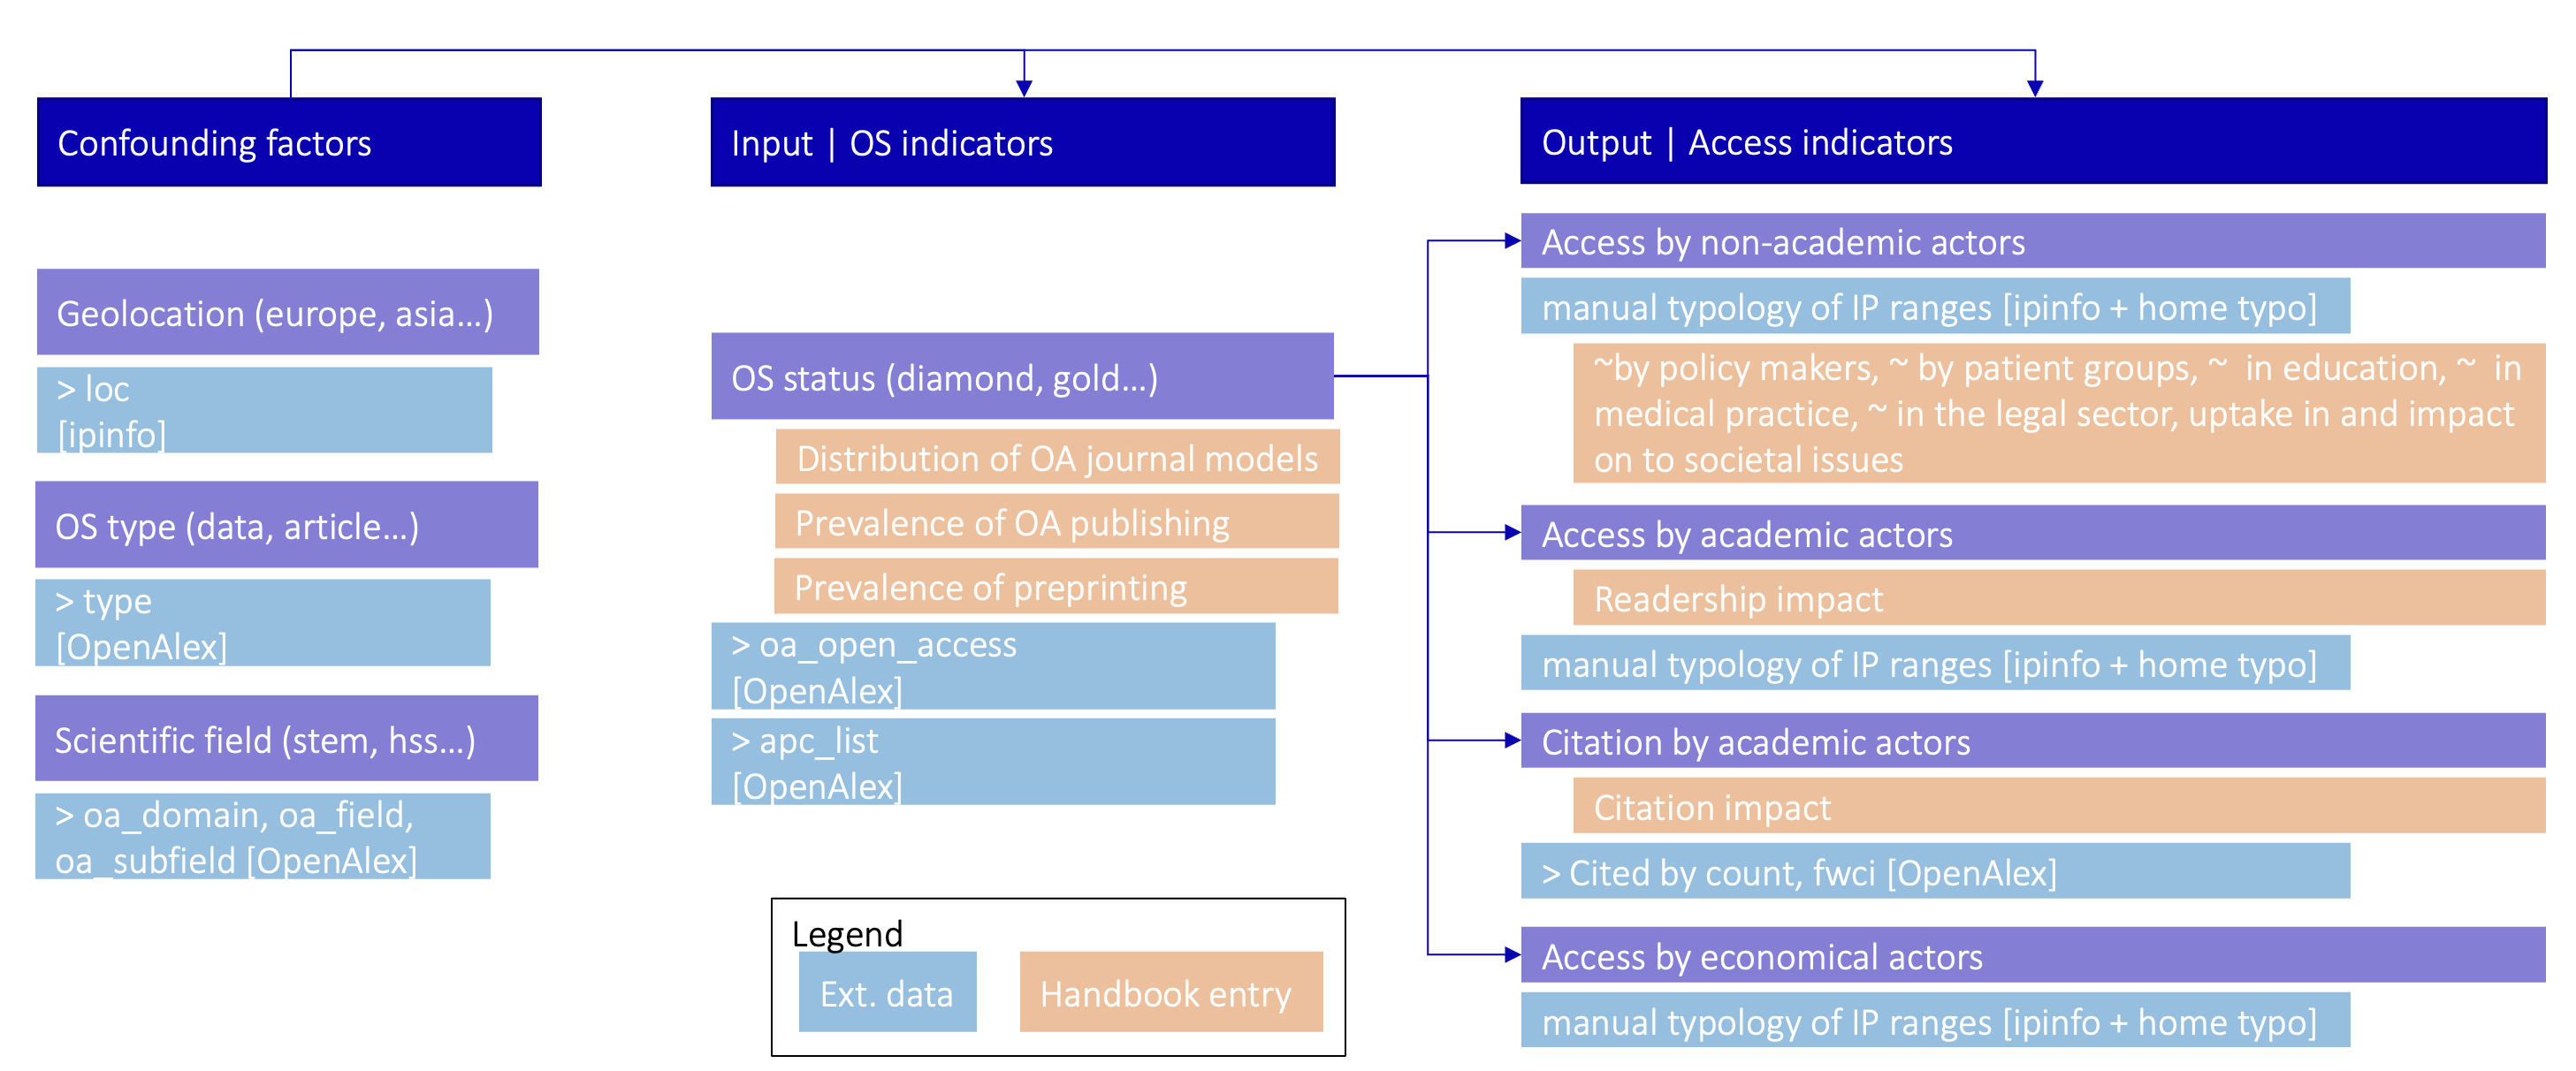 Confounding factors
Geolocation (europe, asia...)
> loc
[ipinfo]
OS type (data, article...)
> type
[OpenAlex]
Scientific field (stem, hss...)
> oa_domain, oa_field,
oa_subfield [OpenAlex]
Input | OS indicators
OS status (diamond, gold...)
Distribution of OA journal models
Prevalence of OA publishing
Prevalence of preprinting
> oa_open_access
[OpenAlex]
> apc_list
[OpenAlex]
Legend
Ext. data
Handbook entry
Output | Access indicators
Access by non-academic actors
manual typology of IP ranges [ipinfo + home typo]
~by policy makers, ~ by patient groups, ~ in education, ~ in
medical practice, ~ in the legal sector, uptake in and impact
on to societal issues
Access by academic actors
Readership impact
manual typology of IP ranges [ipinfo + home typo]
Citation by academic actors
Citation impact
> Cited by count, fwci [OpenAlex]
Access by economical actors
manual typology of IP ranges [ipinfo + home typo]